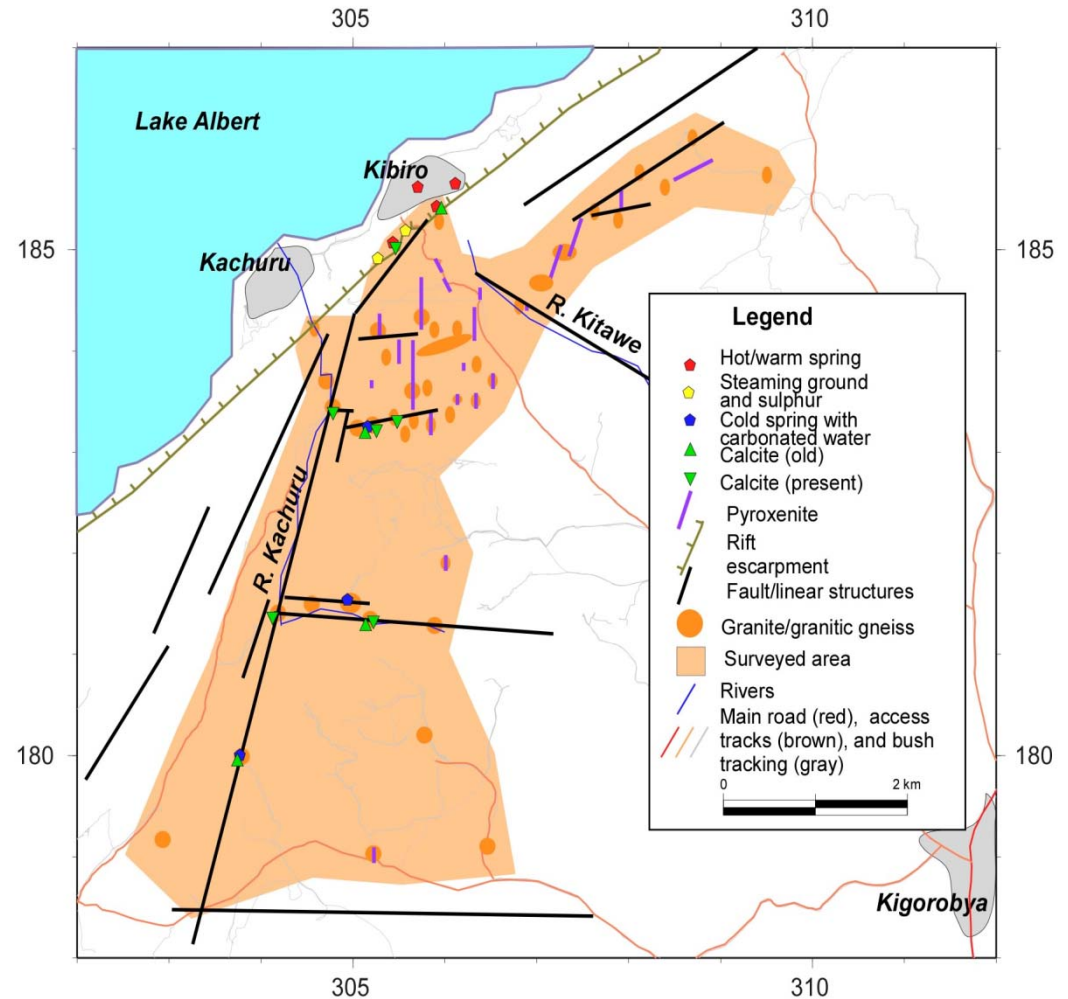 305
310
Lake Albert
Kibiro
185
185
Kachuru
R. Kitawe
R. Kachuru
180
180
Kigorobya
305
310
Legend
Hot/warm spring
Steaming ground
and sulphur
Cold spring with
carbonated water
Calcite (old)
Calcite (present)
Pyroxenite
Rift
escarpment
Fault/linear structures
Granite/granitic gneiss
Surveyed area
Rivers
Main road (red), access
tracks (brown), and bush
tracking (gray)
0
2 km